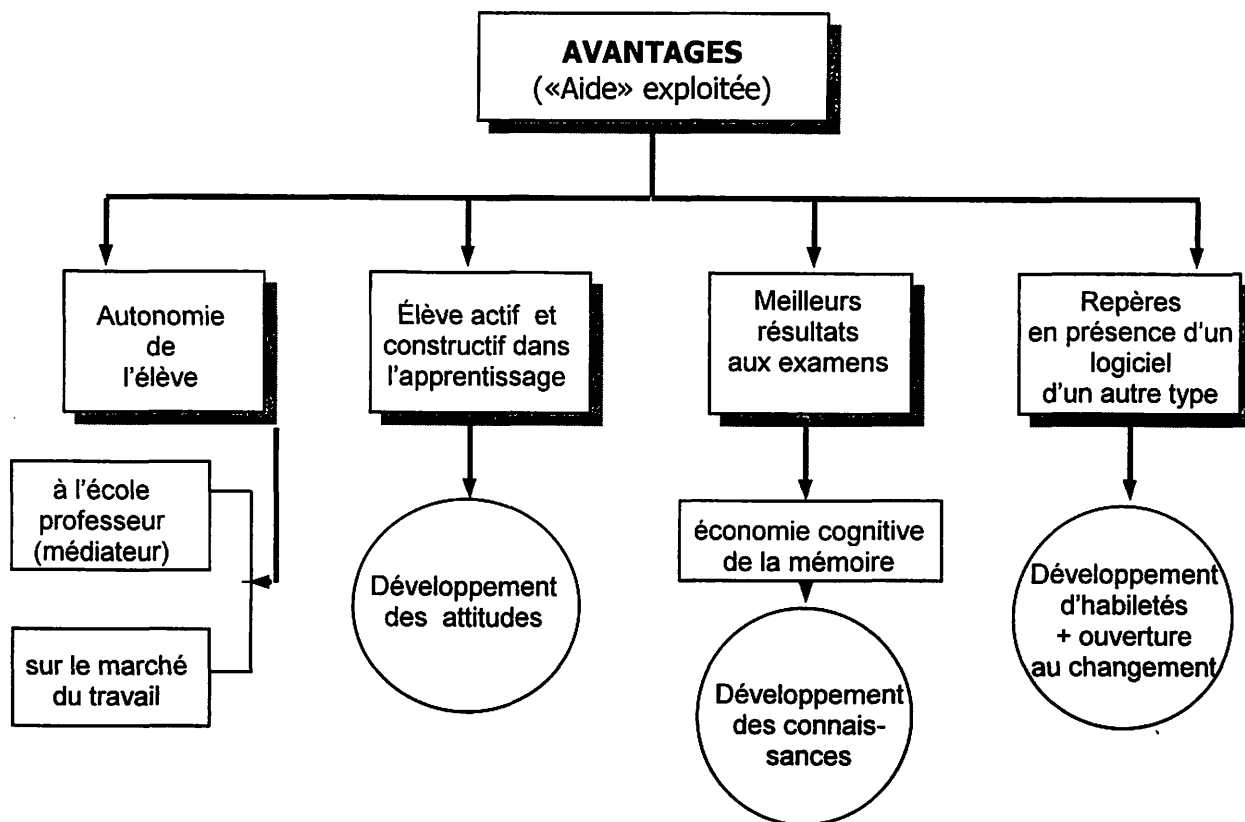 AVANTAGES
(«Aide» exploitée)
Autonomie
de
l'élève
Élève actif et
constructif dans
l'apprentissage
Meilleurs
résultats
aux examens
Repères
en présence d'un
logiciel
d'un autre type
à l'école
professeur
(médiateur)
sur le marché
du travail
Développement
des attitudes
économie cognitive
de la mémoire
Développement
des connais-
sances
Développement
d'habiletés
+ ouverture
au changement